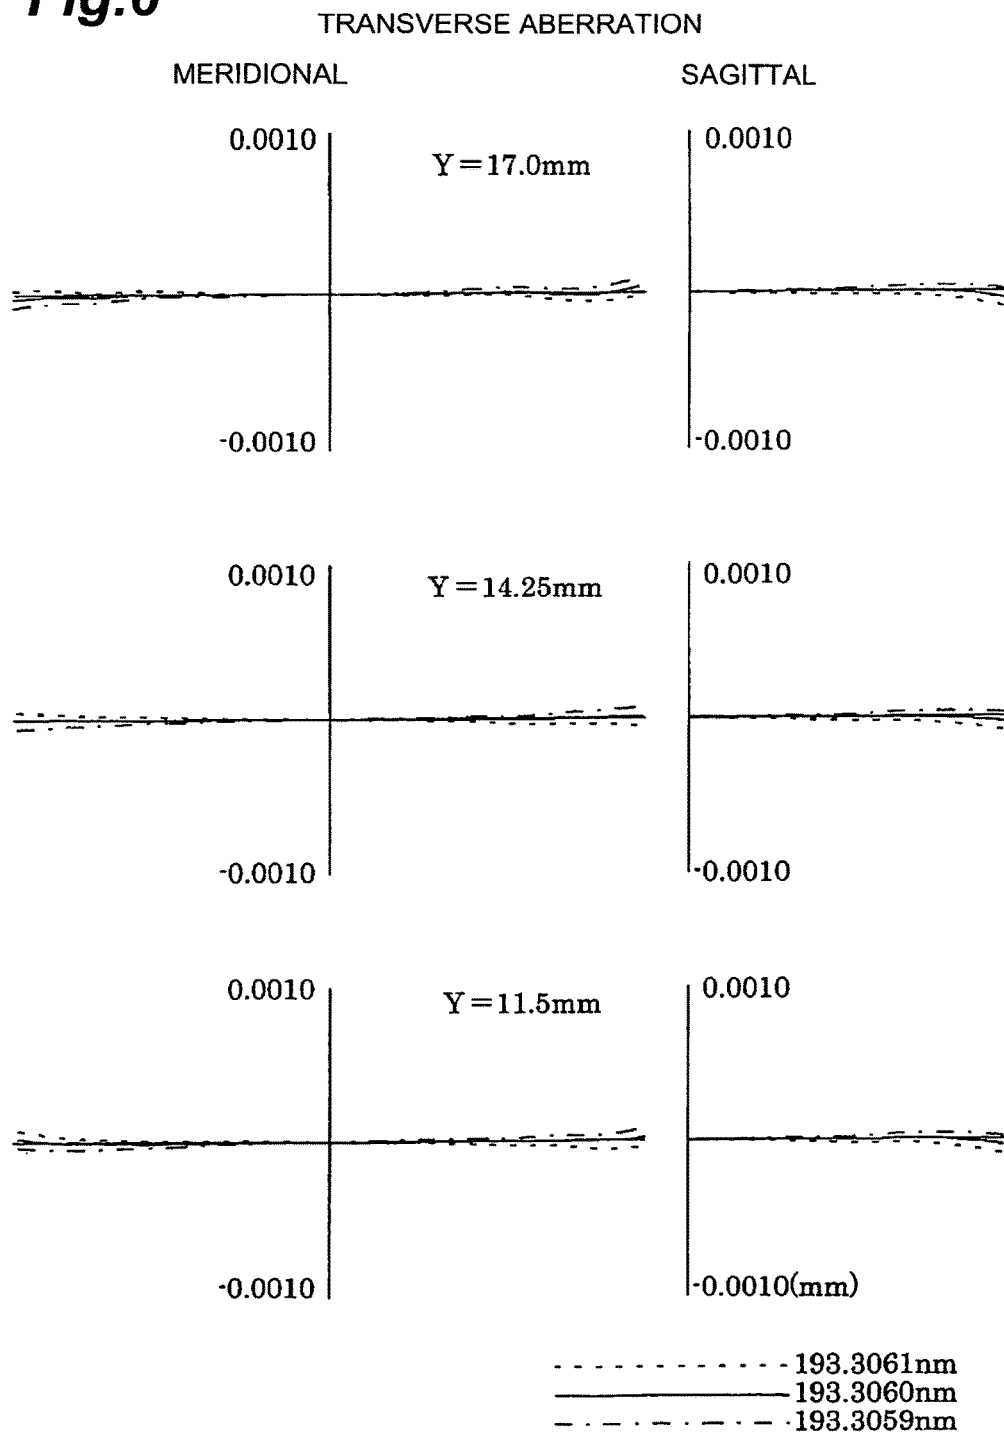 TRANSVERSE ABERRATION
MERIDIONAL SAGITTAL
0.0010 Y=17.0mm 0.0010
-0.0010 -0.0010
0.0010 Y=14.25mm 0.0010
-0.0010 -0.0010
0.0010 Y=11.5mm 0.0010
-0.0010 -0.0010(mm)
193.3061nm
193.3060nm
193.3059nm